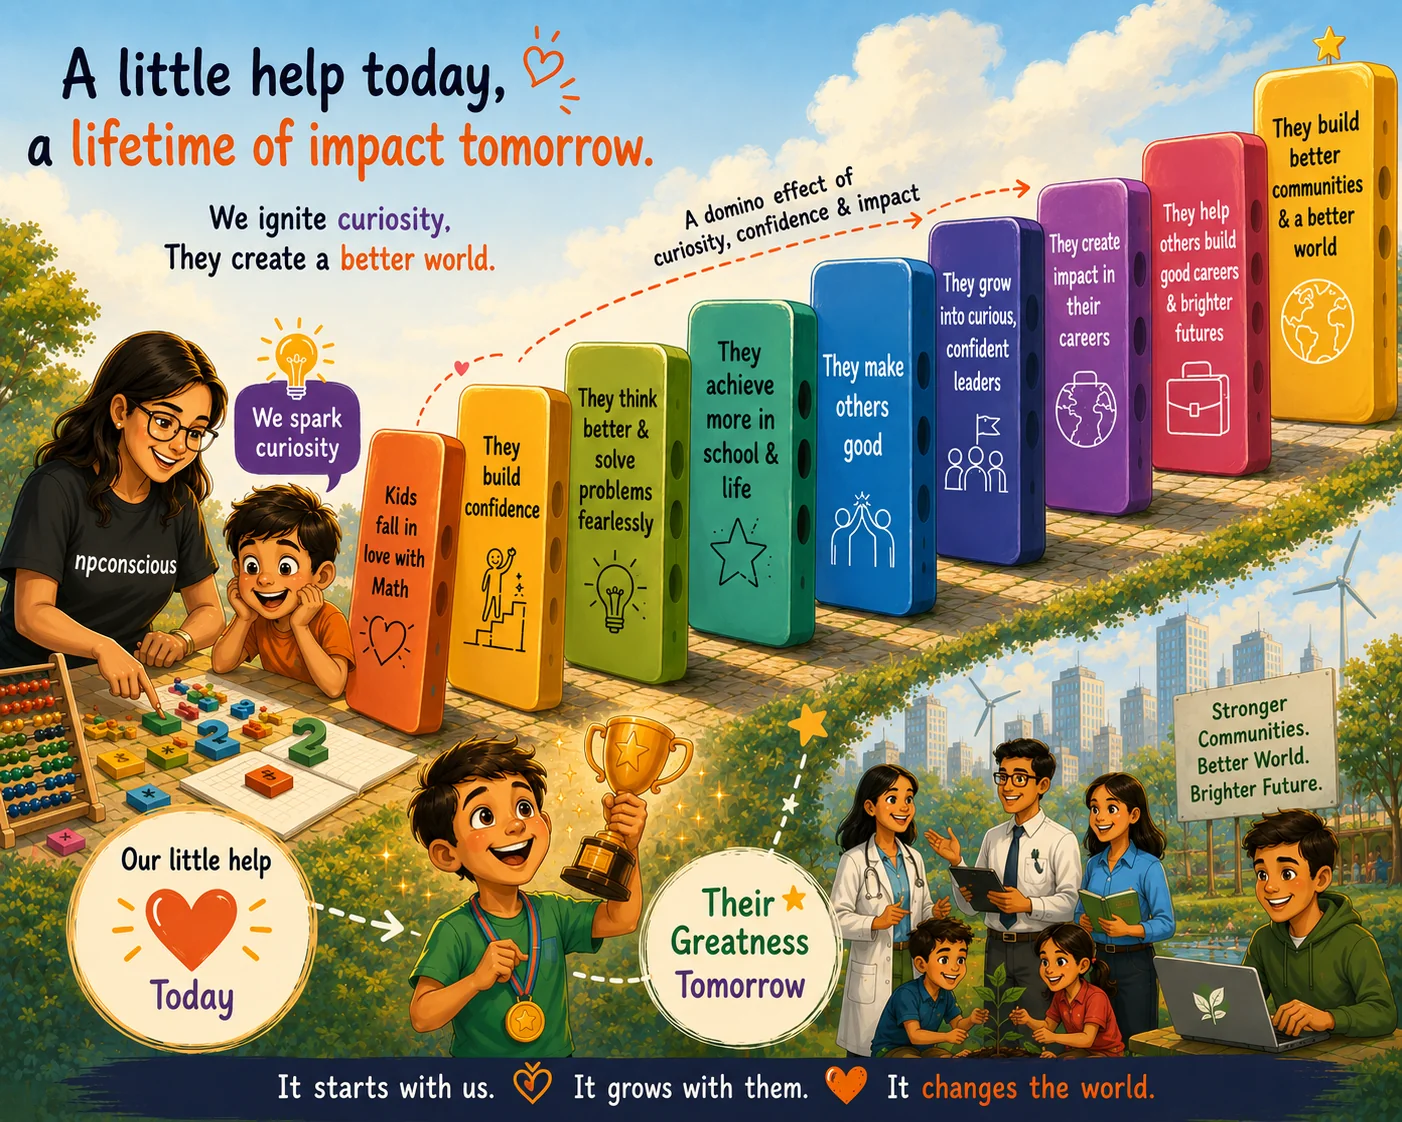 A little help today,
a lifetime of impact tomorrow.
We ignite curiosity,
They create a better world.
A domino effect of
curiosity, confidence & impact
We spark
curiosity
npconscious
Kids
fall in
love with
Math
They
build
confidence
They think
better &
solve
problems
fearlessly
They
achieve
more in
school &
life
They make
others
good
They grow
into curious,
confident
leaders
They create
impact in
their
careers
They help
others build
good careers
& brighter
futures
They build
better
communities
& a better
world
2
2
Our little help
Today
Their
Greatness
Tomorrow
Stronger
Communities.
Better World.
Brighter Future.
It starts with us. It grows with them. It changes the world.